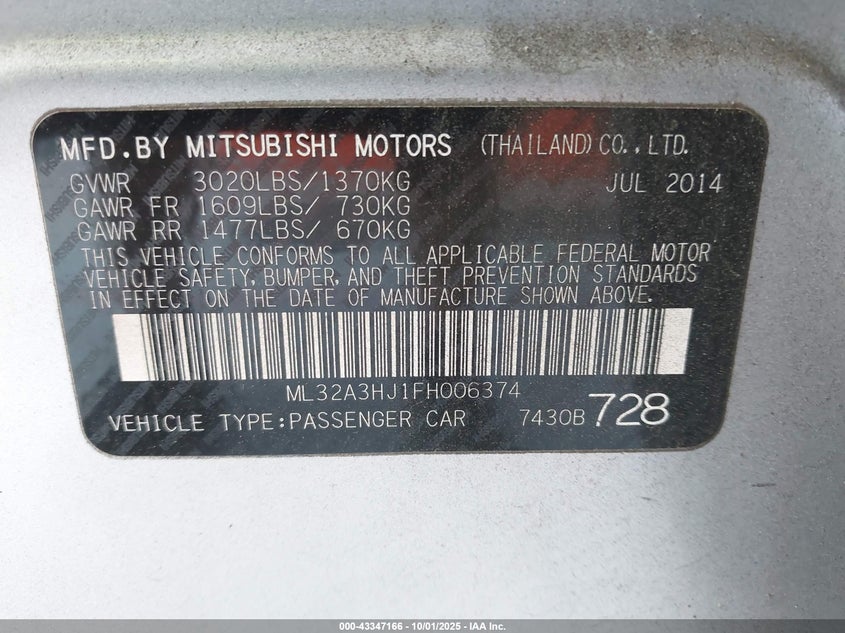 MFD.BY MITSUBISHI MOTORS (THAILAND)CO.,LTD.
GVWR 3020LBS/1370KG JUL 2014
GAWR FR 1609LBS/ 730KG
GAWR RR 1477LBS/ 670KG
THIS VEHICLE CONFORMS TO ALL APPLICABLE FEDERAL MOTOR
VEHICLE SAFETY, BUMPER, AND THEFT PREVENTION STANDARDS
IN EFFECT ON THE DATE OF MANUFACTURE SHOWN ABOVE.
ML32A3HJ1FH006374
VEHICLE TYPE:PASSENGER CAR 7430B 728
000-43347166 - 10/01/2025 - IAA Inc.